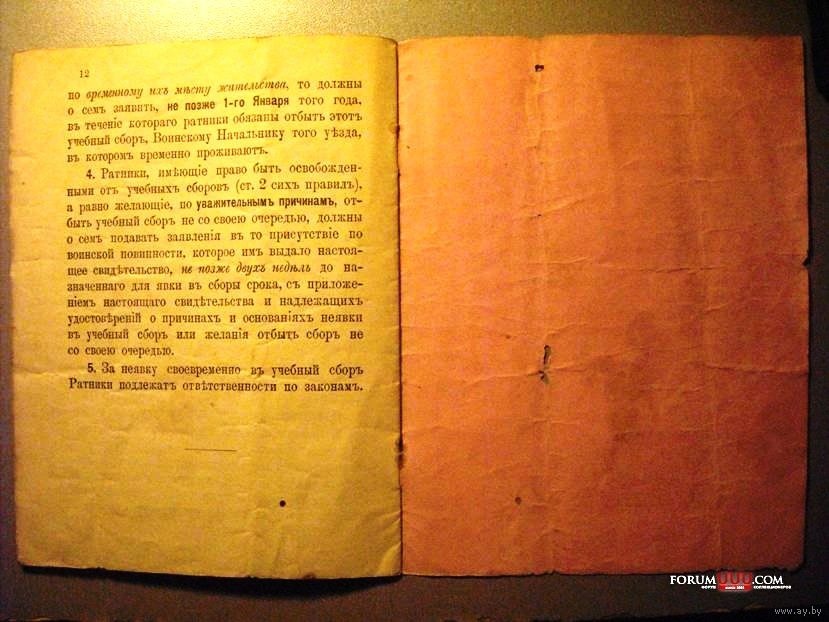 12
по временному ихъ мѣсту жительства, то должны
о семъ заявить, не позже 1-го Января того года,
въ теченіе котораго ратники обязаны отбыть этотъ
учебный сборъ, Воинскому Начальнику того уѣзда,
въ которомъ временно проживаютъ.
4. Ратники, имѣющіе право быть освобожден-
ными отъ учебныхъ сборовъ (ст. 2 сихъ правилъ),
а равно желающіе, по уважительнымъ причинамъ, от-
быть учебный сборъ не со своею очередью, должны
о семъ подавать заявленія въ то присутствіе по
воинской повинности, которое имъ выдало настоя-
щее свидѣтельство, не позже двухъ недѣль до на-
значеннаго для явки въ сборы срока, съ приложе-
ніемъ настоящаго свидѣтельства и надлежащихъ
удостовѣреній о причинахъ и основаніяхъ неявки
въ учебный сборъ или желанія отбыть сборъ не
со своею очередью.
5. За неявку своевременно въ учебный сборъ
Ратники подлежатъ отвѣтственности по законамъ.
FORUM UUU.COM
ФОРУМ КОЛЛЕКЦИОНЕРОВ
www.ay.by